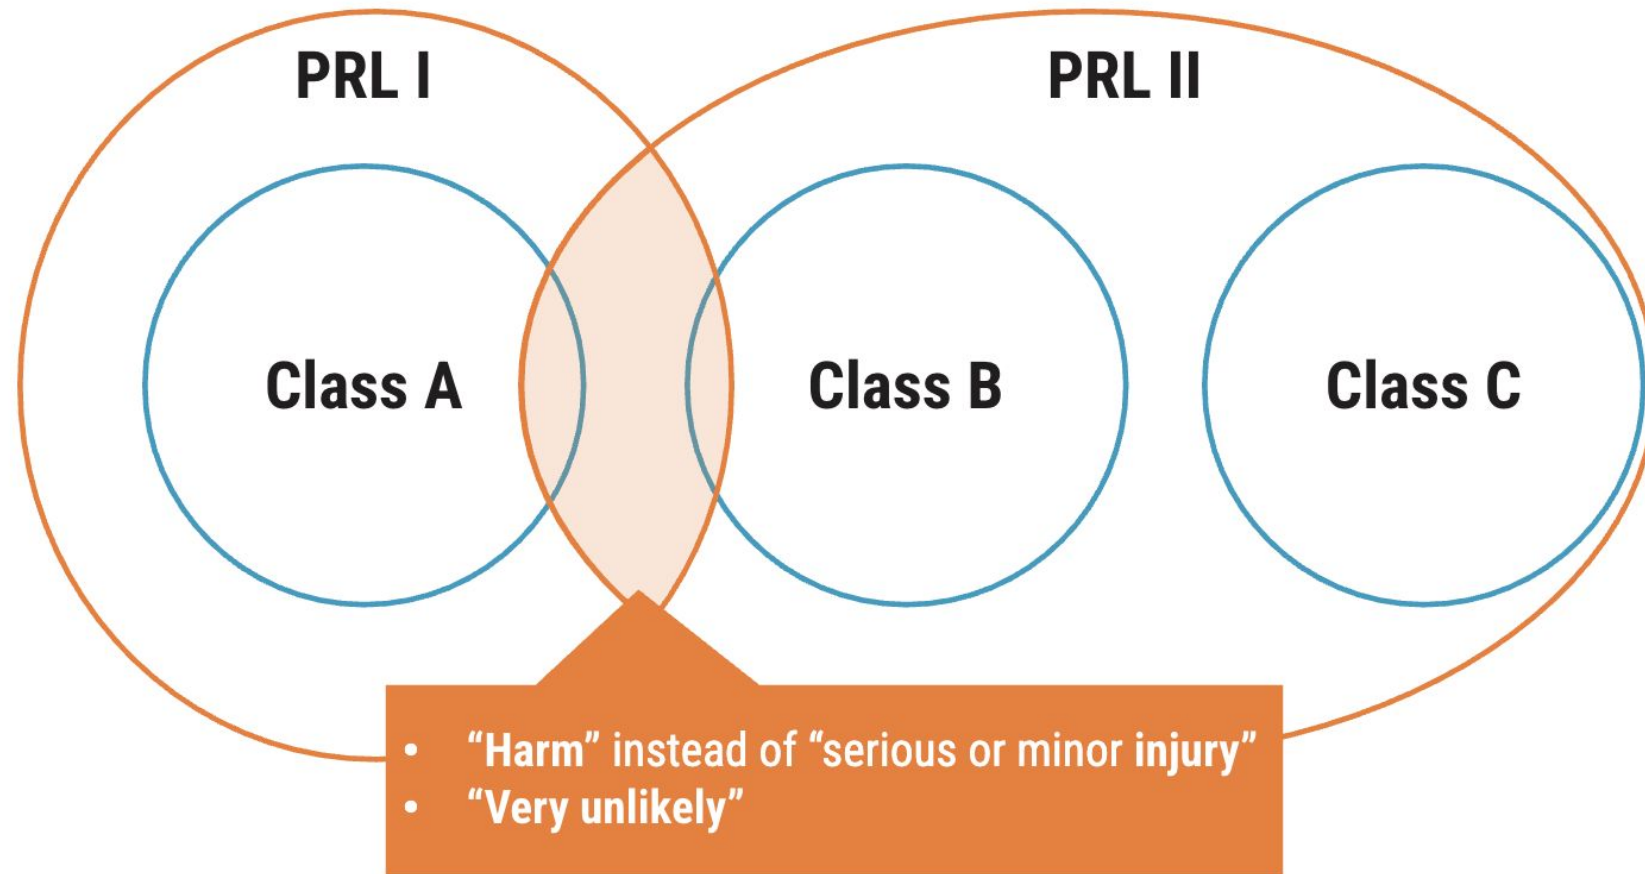 PRL I
PRL II
Class A
Class B
Class C
• “Harm” instead of “serious or minor injury”
• “Very unlikely”